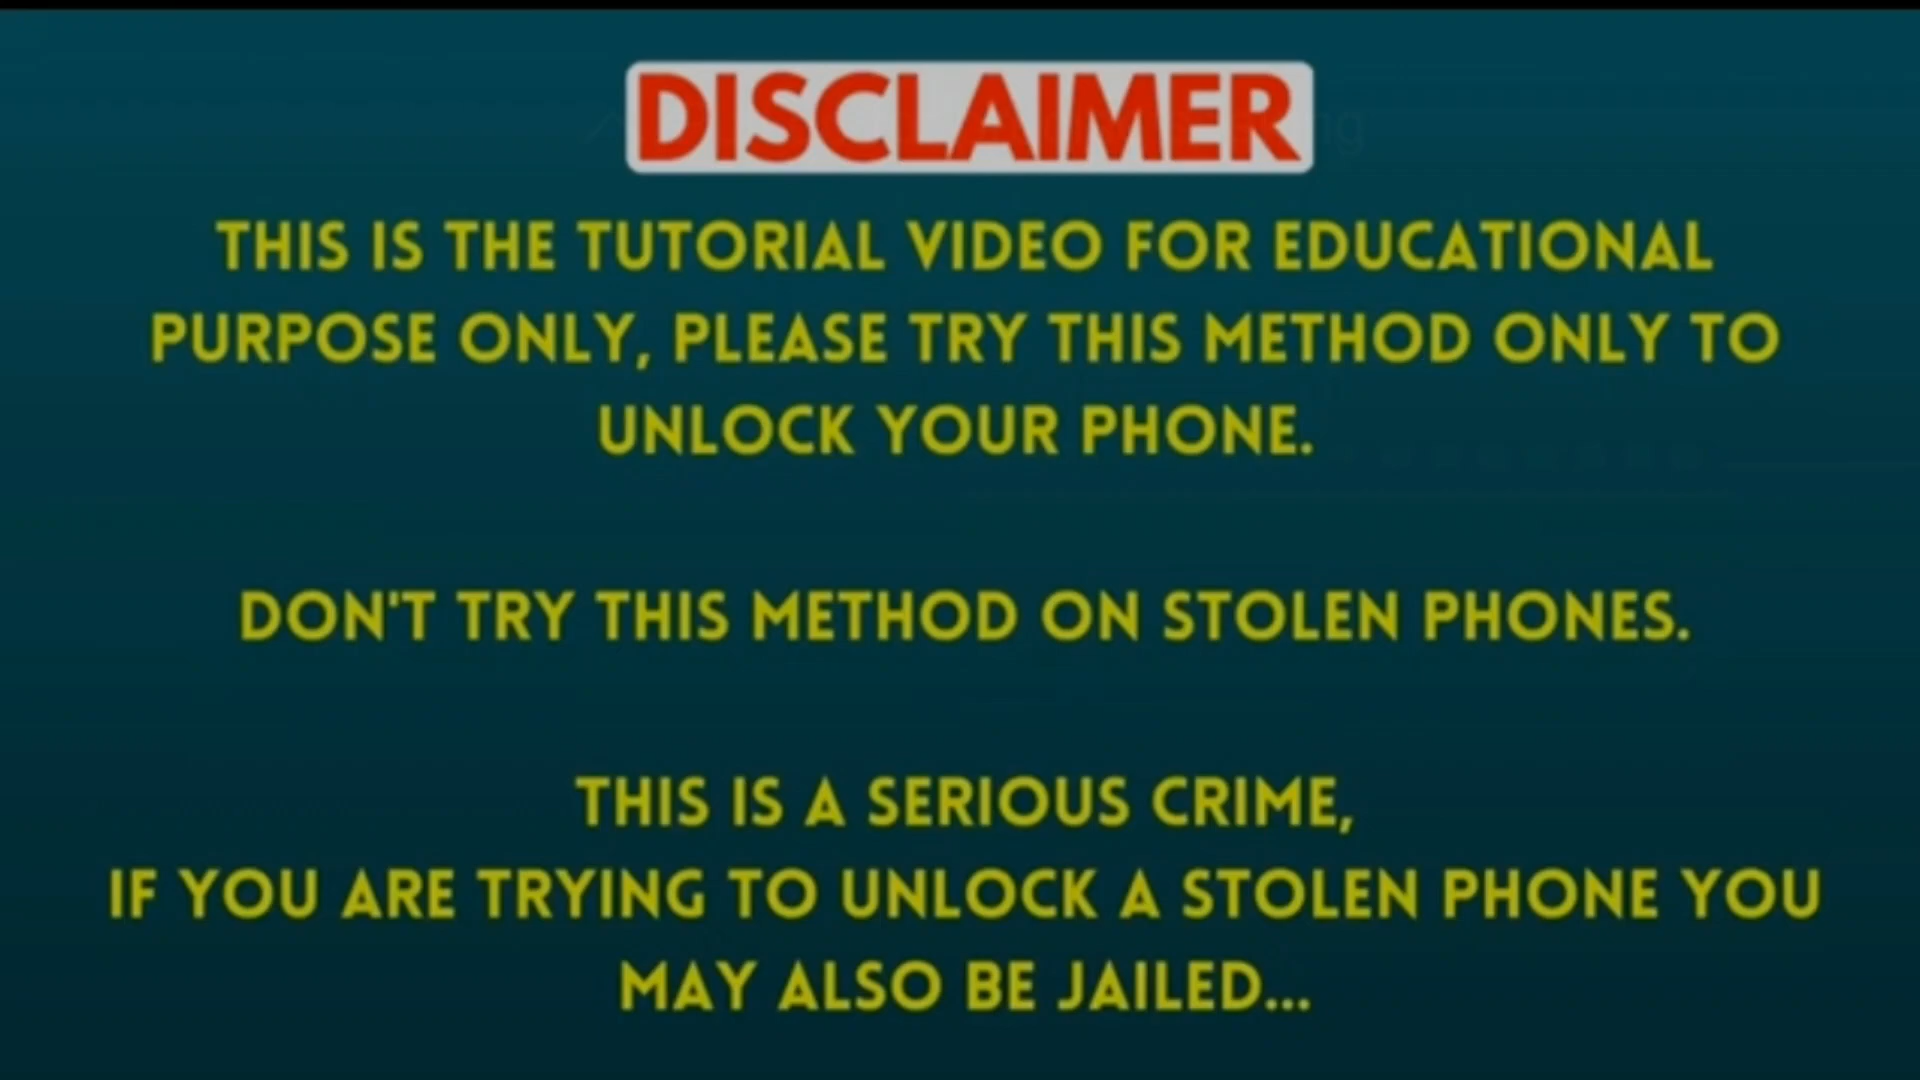 DISCLAIMER
THIS IS THE TUTORIAL VIDEO FOR EDUCATIONAL
PURPOSE ONLY, PLEASE TRY THIS METHOD ONLY TO
UNLOCK YOUR PHONE.
DON'T TRY THIS METHOD ON STOLEN PHONES.
THIS IS A SERIOUS CRIME,
IF YOU ARE TRYING TO UNLOCK A STOLEN PHONE YOU
MAY ALSO BE JAILED...